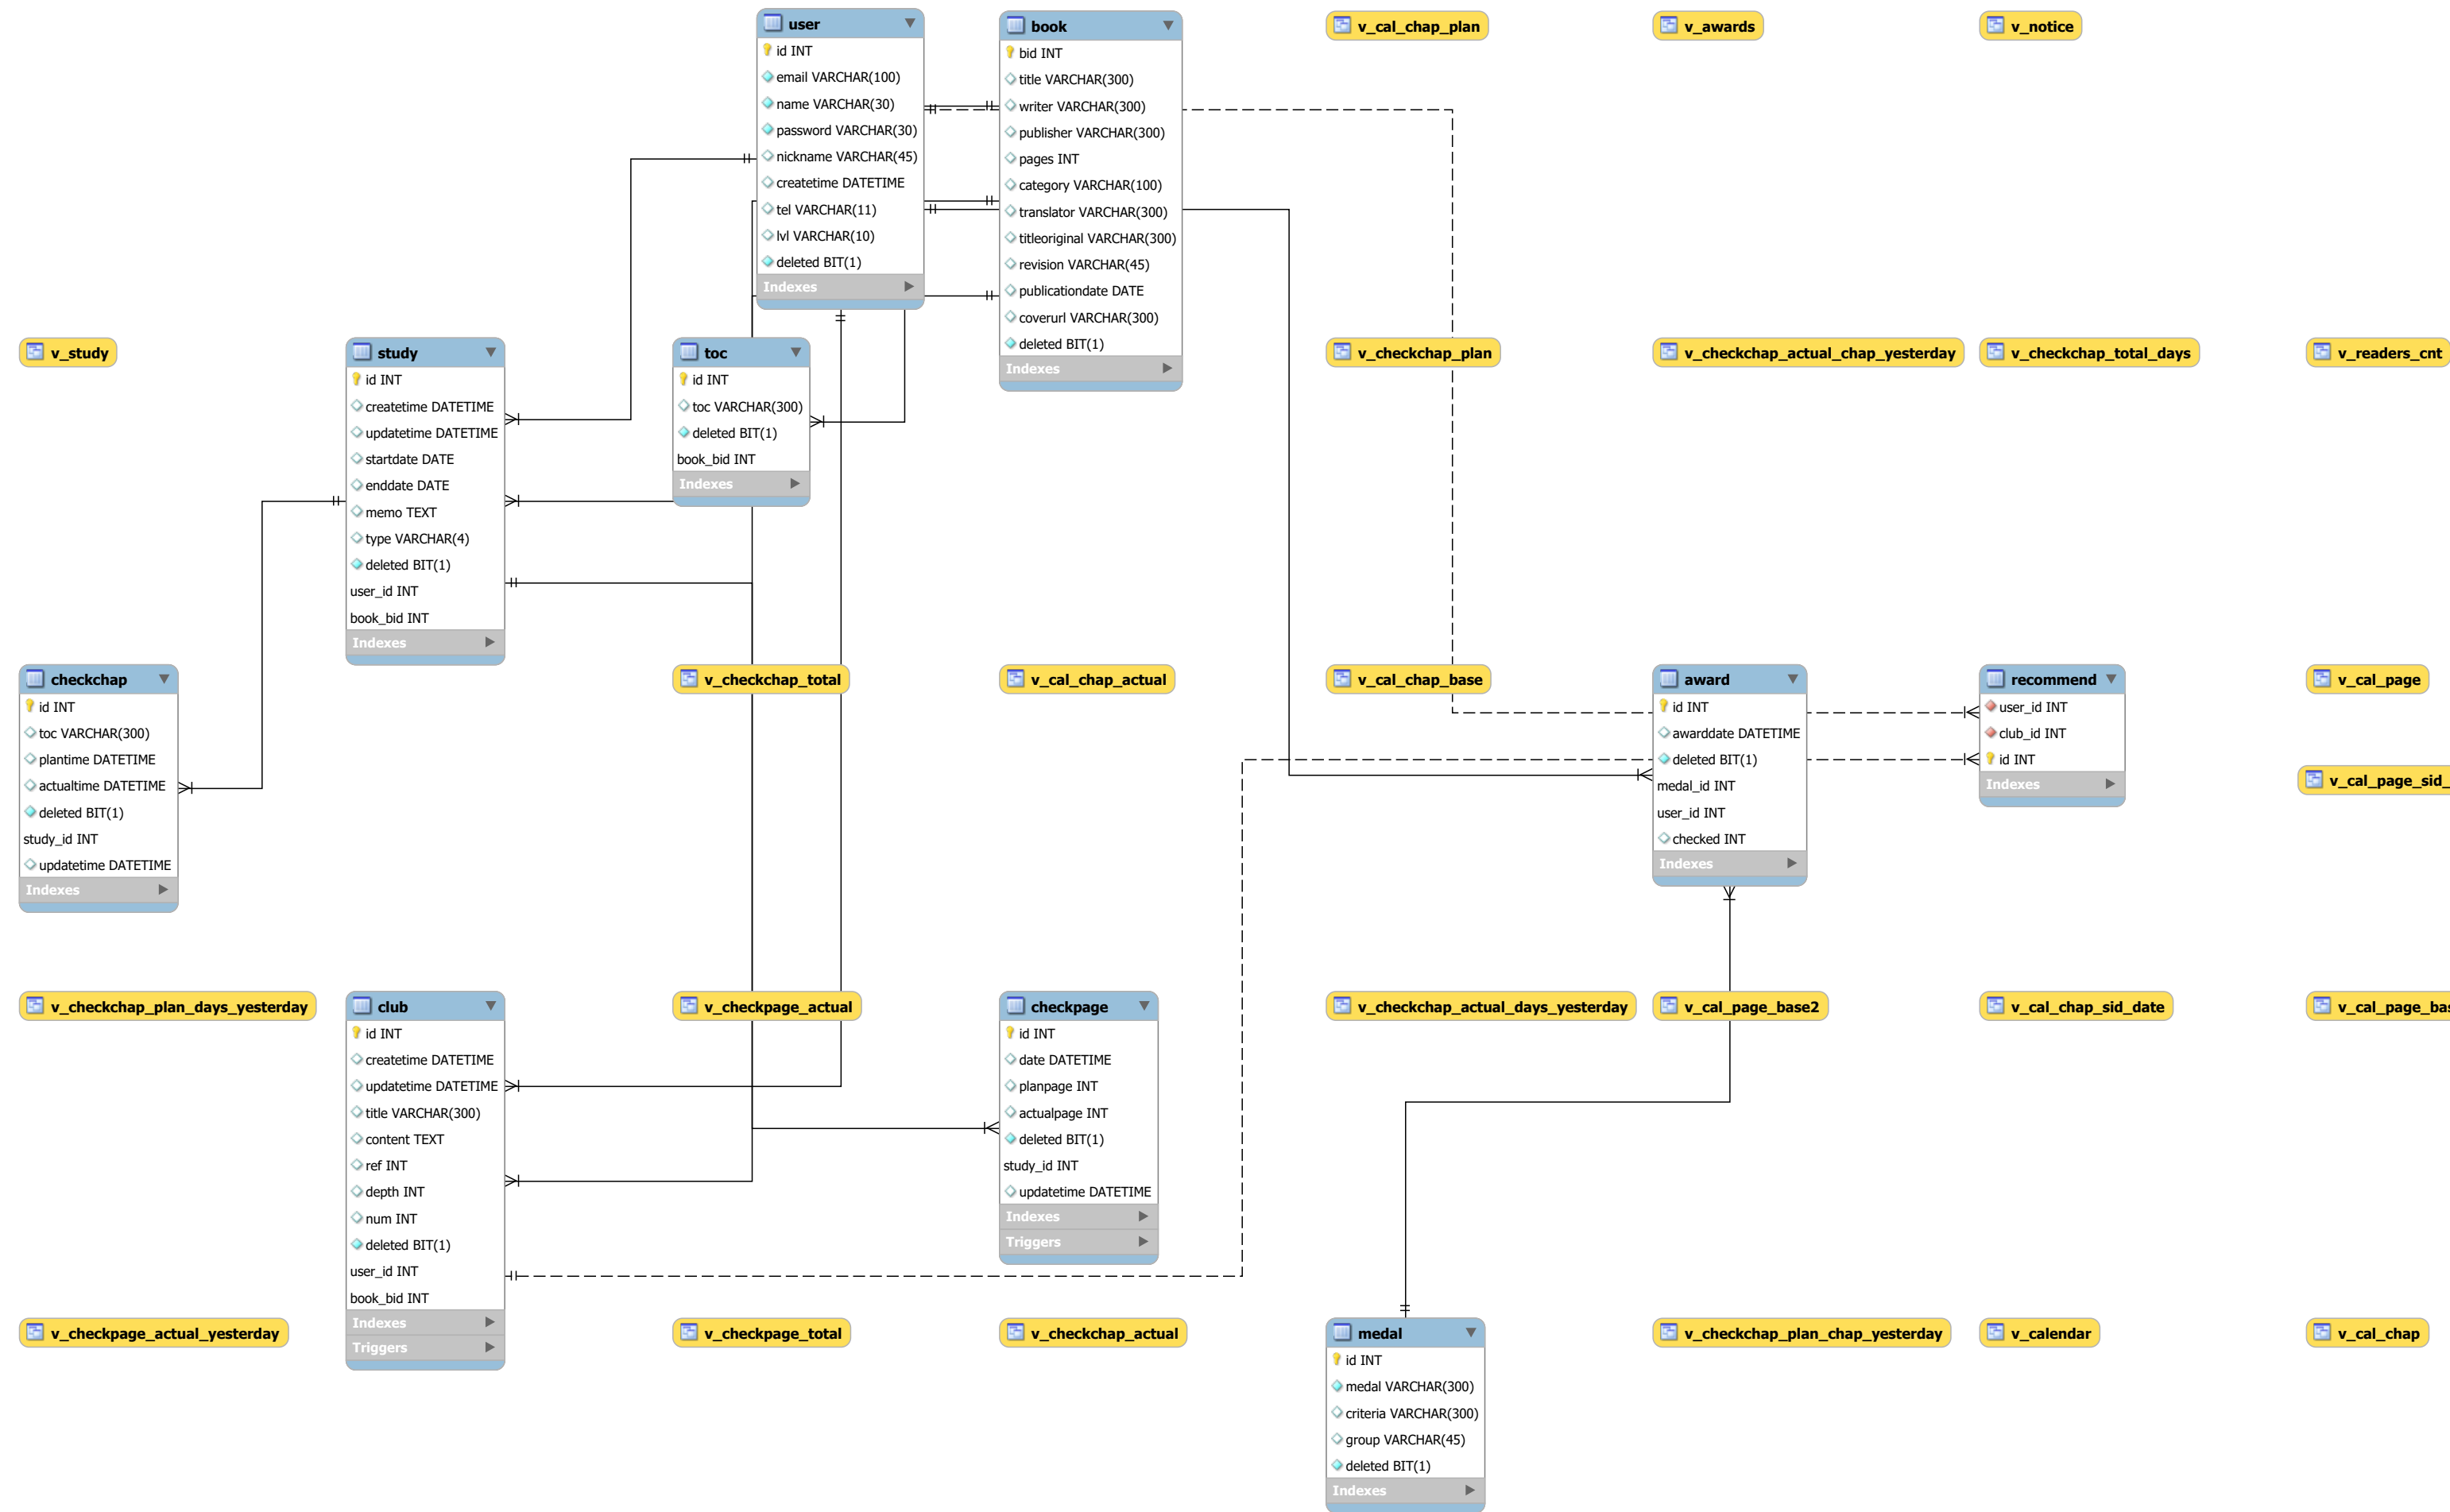 user
id INT
email VARCHAR(100)
name VARCHAR(30)
password VARCHAR(30)
nickname VARCHAR(45)
createtime DATETIME
tel VARCHAR(11)
lvl VARCHAR(10)
deleted BIT(1)
Indexes
book
bid INT
title VARCHAR(300)
writer VARCHAR(300)
publisher VARCHAR(300)
pages INT
category VARCHAR(100)
translator VARCHAR(300)
titleoriginal VARCHAR(300)
revision VARCHAR(45)
publicationdate DATE
coverurl VARCHAR(300)
deleted BIT(1)
Indexes
v_cal_chap_plan
v_awards
v_notice
v_study
study
id INT
createtime DATETIME
updatetime DATETIME
startdate DATE
enddate DATE
memo TEXT
type VARCHAR(4)
deleted BIT(1)
user_id INT
book_bid INT
Indexes
toc
id INT
toc VARCHAR(300)
deleted BIT(1)
book_bid INT
Indexes
v_checkchap_plan
v_checkchap_actual_chap_yesterday
v_checkchap_total_days
v_readers_cnt
checkchap
id INT
toc VARCHAR(300)
plantime DATETIME
actualtime DATETIME
deleted BIT(1)
study_id INT
updatetime DATETIME
Indexes
v_checkchap_total
v_cal_chap_actual
v_cal_chap_base
award
id INT
awarddate DATETIME
deleted BIT(1)
medal_id INT
user_id INT
checked INT
Indexes
recommend
user_id INT
club_id INT
id INT
Indexes
v_cal_page
v_cal_page_sid_
v_checkchap_plan_days_yesterday
club
id INT
createtime DATETIME
updatetime DATETIME
title VARCHAR(300)
content TEXT
ref INT
depth INT
num INT
deleted BIT(1)
user_id INT
book_bid INT
Indexes
Triggers
v_checkpage_actual
checkpage
id INT
date DATETIME
planpage INT
actualpage INT
deleted BIT(1)
study_id INT
updatetime DATETIME
Indexes
Triggers
v_checkchap_actual_days_yesterday
v_cal_page_base2
v_cal_chap_sid_date
v_cal_page_bas
v_checkpage_actual_yesterday
v_checkpage_total
v_checkchap_actual
medal
id INT
medal VARCHAR(300)
criteria VARCHAR(300)
group VARCHAR(45)
deleted BIT(1)
Indexes
v_checkchap_plan_chap_yesterday
v_calendar
v_cal_chap